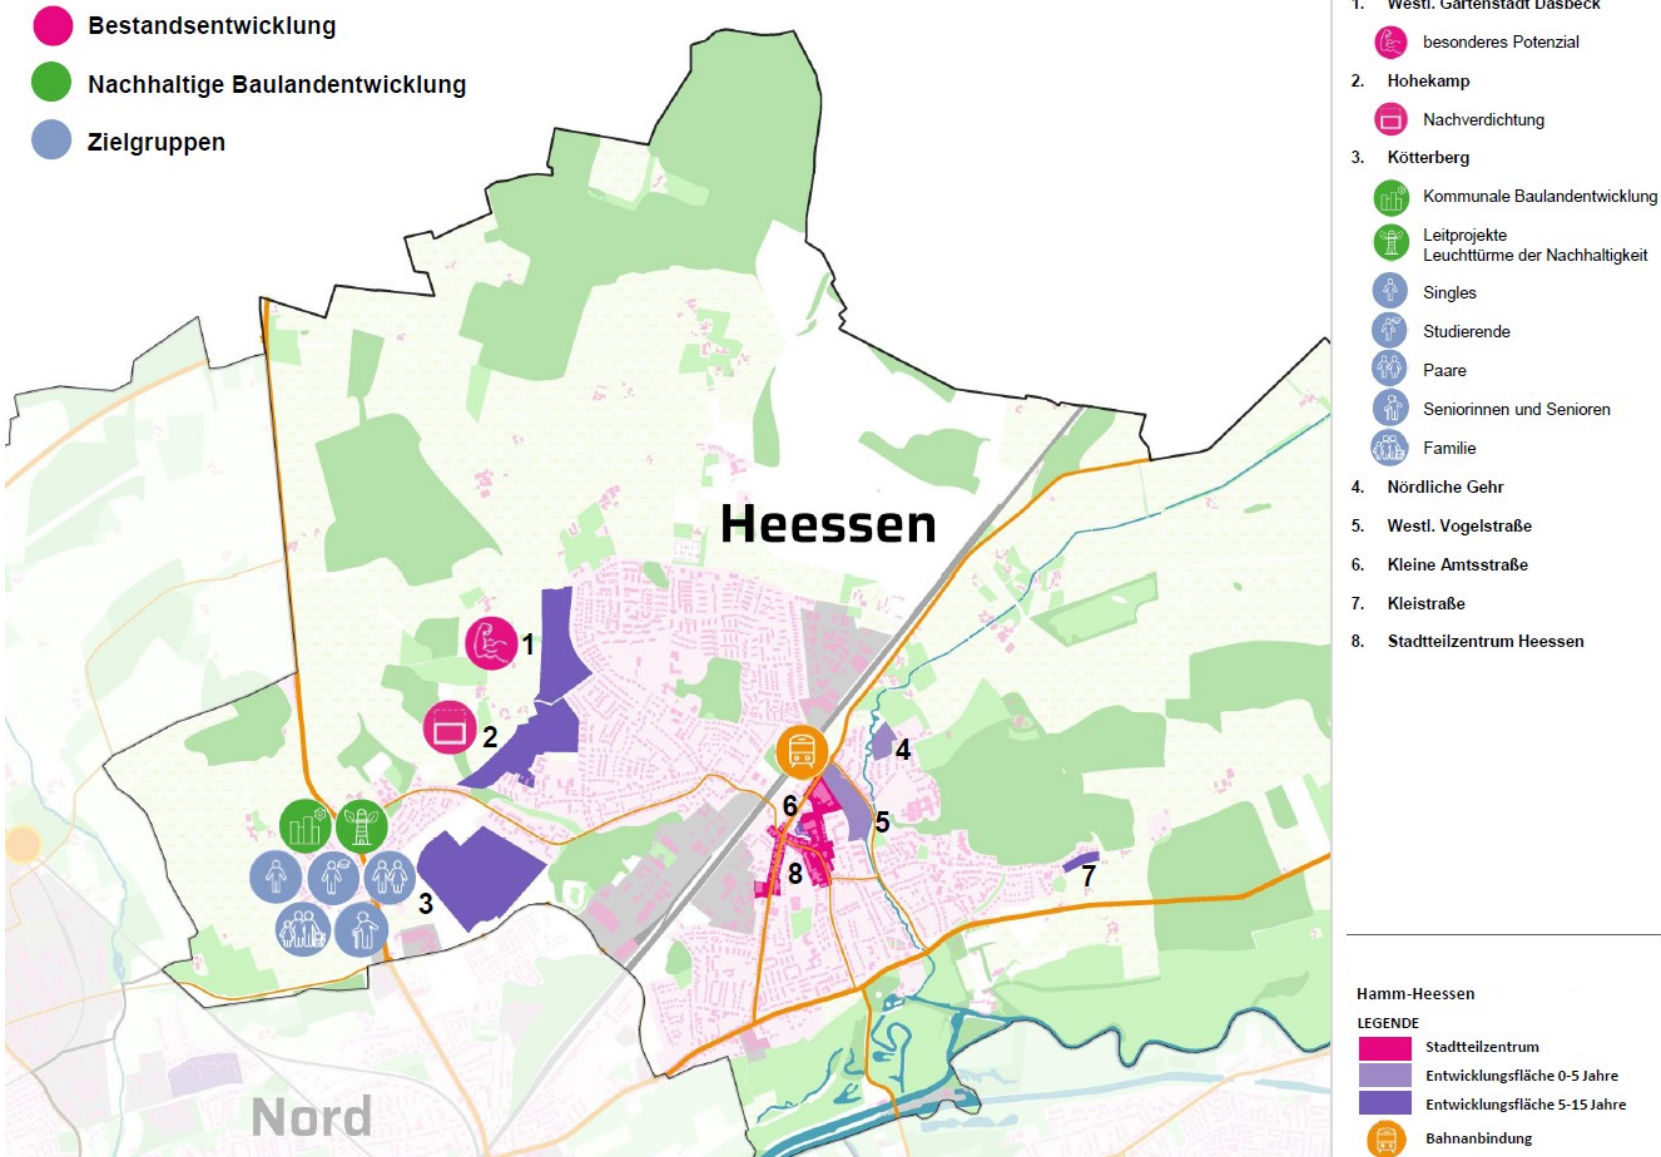 Bestandsentwicklung
Nachhaltige Baulandentwicklung
Zielgruppen
Heessen
Nord
1
2
3
4
5
6
7
8
1. Westl. Gartenstadt Dasbeck
besonderes Potenzial
2. Hohekamp
Nachverdichtung
3. Kötterberg
Kommunale Baulandentwicklung
Leitprojekte
Leuchttürme der Nachhaltigkeit
Singles
Studierende
Paare
Seniorinnen und Senioren
Familie
4. Nördliche Gehr
5. Westl. Vogelstraße
6. Kleine Amtsstraße
7. Kleistraße
8. Stadtteilzentrum Heessen
Hamm-Heessen
LEGENDE
Stadtteilzentrum
Entwicklungsfläche 0-5 Jahre
Entwicklungsfläche 5-15 Jahre
Bahnanbindung